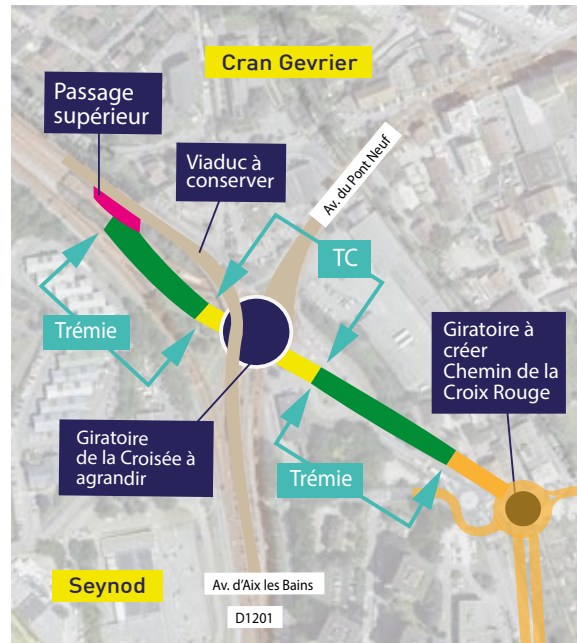 Cran Gevrier
Passage
supérieur
Viaduc à
conserver
Av. du Pont Neuf
TC
Trémie
Giratoire à
créer
Chemin de la
Croix Rouge
Giratoire
de la Croisée à
agrandir
Trémie
Seynod
Av. d'Aix les Bains
D1201